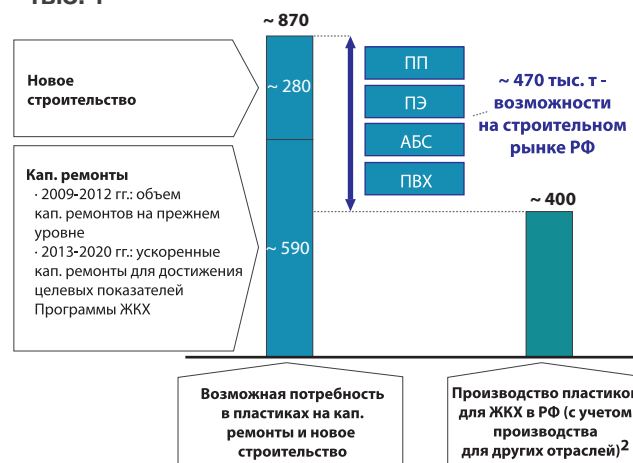 тыс. т
~ 870
Новое
строительство
~ 280
ПП
ПЭ
АБС
ПВХ
~ 470 тыс. т -
возможности
на строительном
рынке РФ
Кап. ремонты
· 2009-2012 гг.: объем
кап. ремонтов на прежнем
уровне
· 2013-2020 гг.: ускоренные
кап. ремонты для достижения
целевых показателей
Программы ЖКХ
~ 590
~ 400
Возможная потребность
в пластиках на кап.
ремонты и новое
строительство
Производство пластиков
для ЖКХ в РФ (с учетом
производства
для других отраслей)2